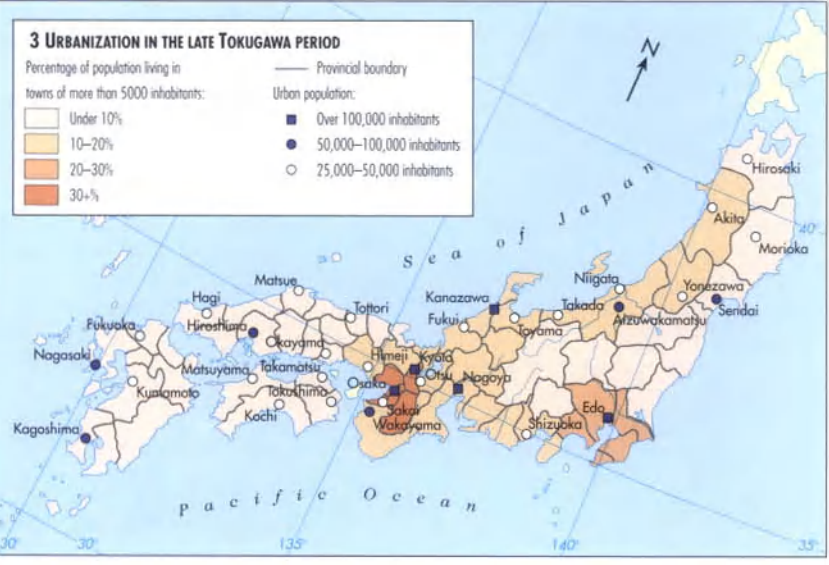 3 URBANIZATION IN THE LATE TOKUGAWA PERIOD
Percentage of population living in
towns of more than 5000 inhabitants:
Under 10%
10–20%
20–30%
30+%
Provincial boundary
Urban population:
Over 100,000 inhabitants
50,000–100,000 inhabitants
25,000–50,000 inhabitants
N
Sea of Japan
Hirosaki
Akita
40°
Morioka
Matsue
Niigata
Yonezawa
Hagi
Kanazawa
Takada
Sendai
Tottori
Fukui
Toyama
Aizuwakamatsu
Fukuoka
Hiroshima
Okayama
Nagasaki
Himeji
Kyoto
Matsuyama
Takamatsu
Otsu
Kumamoto
Osaka
Nagoya
Tokushima
Sakai
Edo
Kochi
Wakayama
Shizuoka
Kagoshima
Pacific Ocean
30°
30°
135°
140°
35°